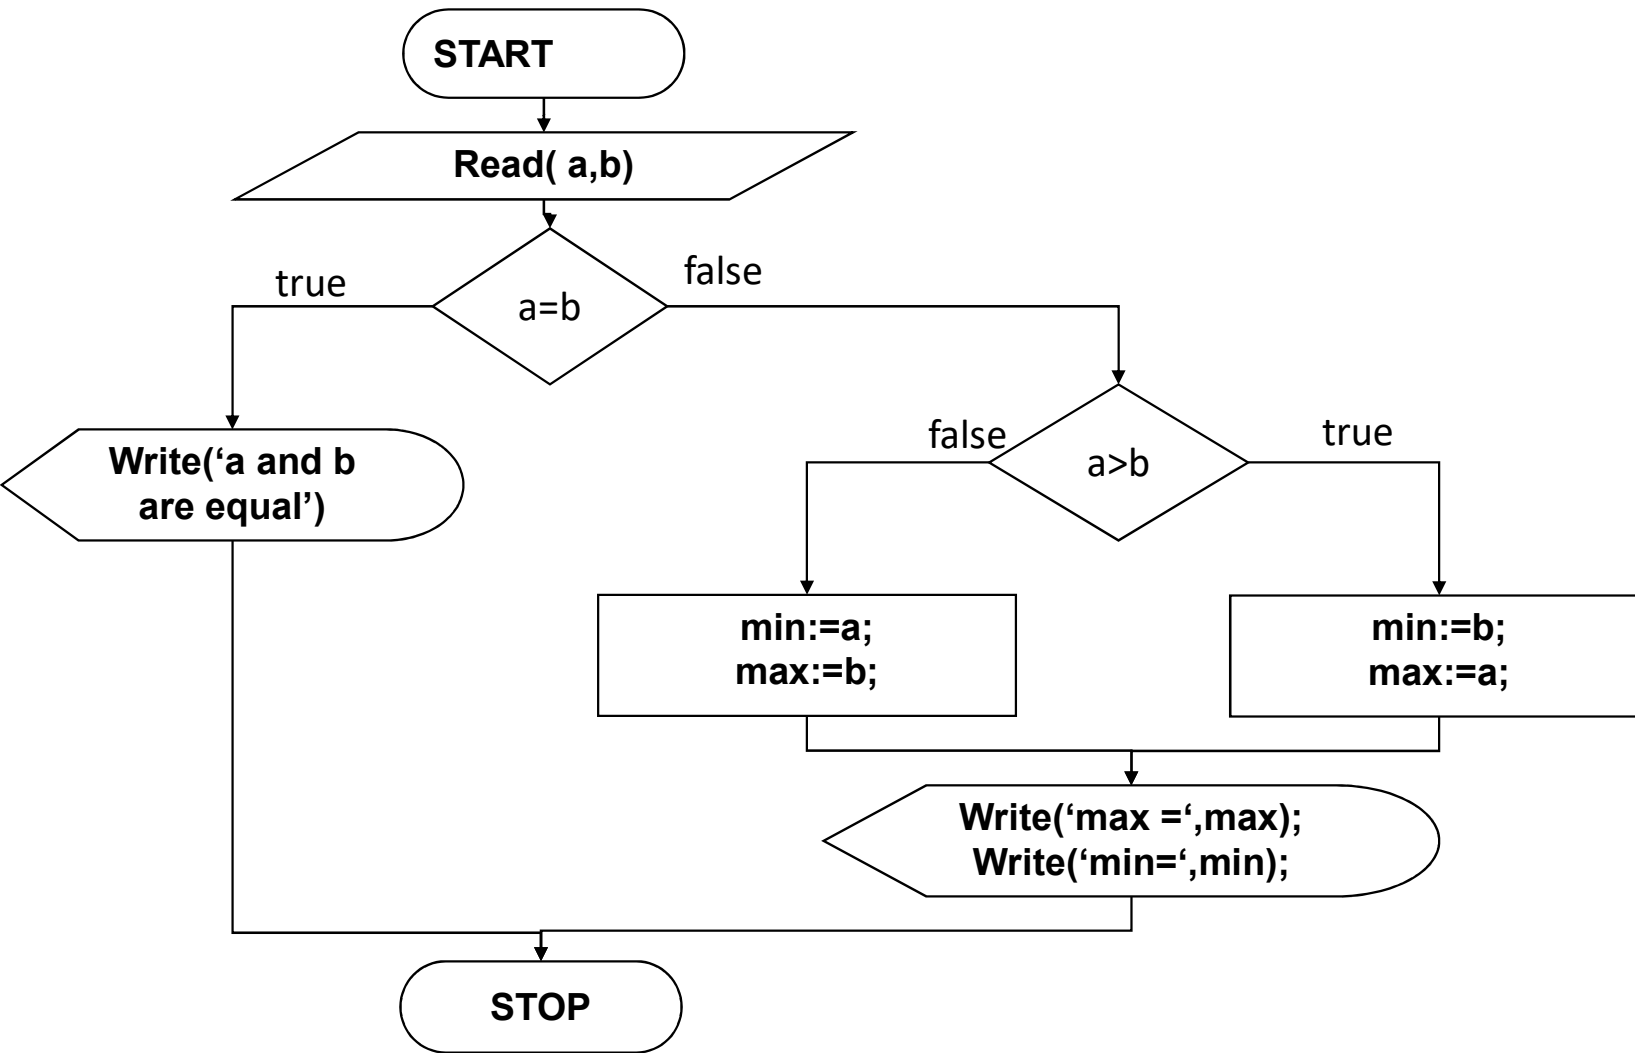 START
Read( a,b)
true
false
a=b
false
true
a>b
Write(‘a and b
are equal’)
min:=a;
max:=b;
min:=b;
max:=a;
Write(‘max =‘,max);
Write(‘min=‘,min);
STOP